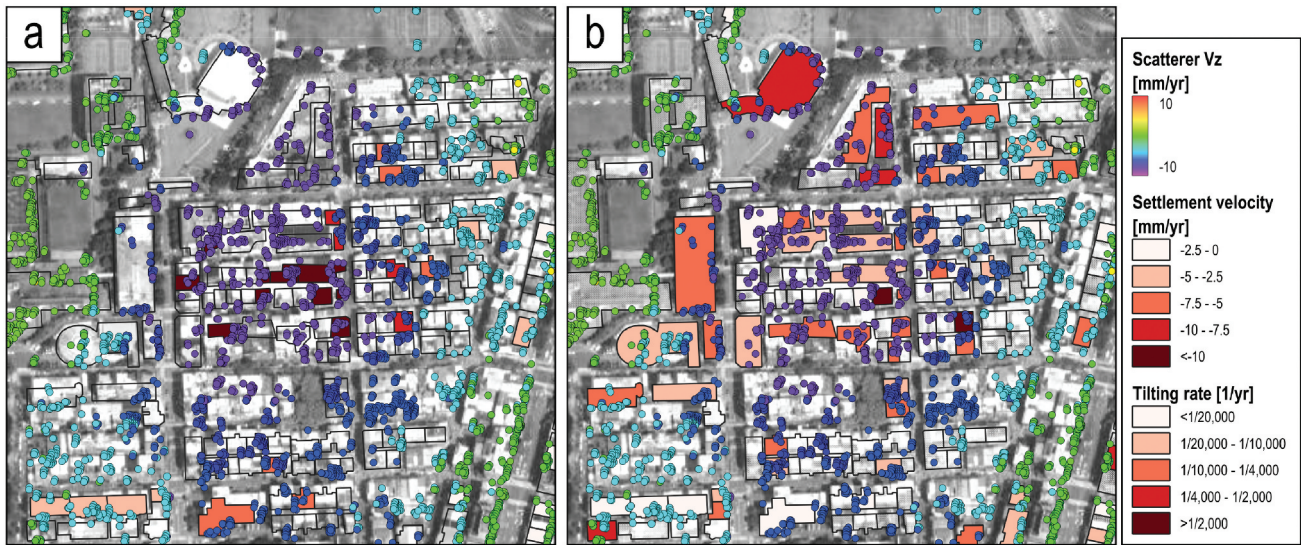 a
b
Scatterer Vz
[mm/yr]
10
-10
Settlement velocity
[mm/yr]
-2.5 - 0
-5 - -2.5
-7.5 - -5
-10 - -7.5
<-10
Tilting rate [1/yr]
<1/20,000
1/20,000 - 1/10,000
1/10,000 - 1/4,000
1/4,000 - 1/2,000
>1/2,000